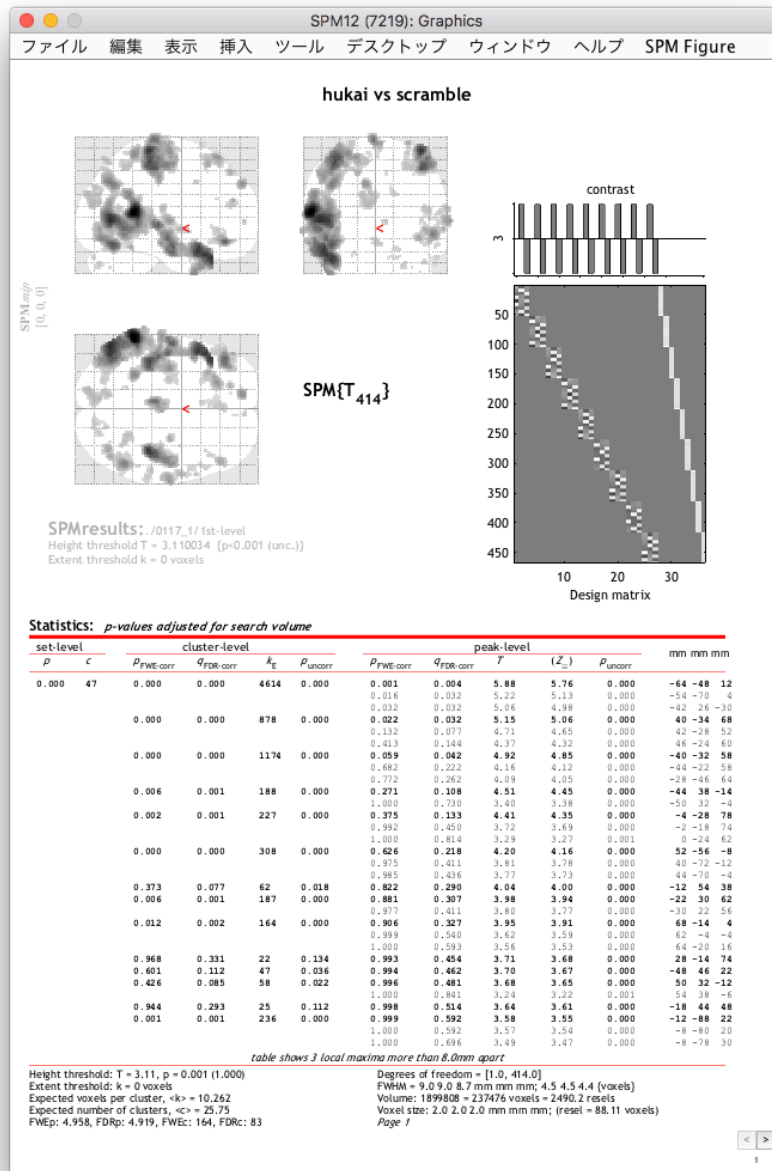 SPM12 (7219): Graphics
ファイル 編集 表示 挿入 ツール デスクトップ ウィンドウ ヘルプ SPM Figure
hukai vs scramble
contrast
3
<
<
<
SPMmip
[0, 0, 0]
SPM{T414}
50
100
150
200
250
300
350
400
450
10 20 30
Design matrix
SPMresults: ./0117_1/1st-level
Height threshold T = 3.110034 {p<0.001 (unc.)}
Extent threshold k = 0 voxels
Statistics: p-values adjusted for search volume
set-level cluster-level peak-level mm mm mm
p c pFWE-corr qFDR-corr kE puncorr pFWE-corr qFDR-corr T (Z≡) puncorr
0.000 47 0.000 0.000 4614 0.000 0.001 0.004 5.88 5.76 0.000 -64 -48 12
0.016 0.032 5.22 5.13 0.000 -54 -70 4
0.032 0.032 5.06 4.98 0.000 -42 26 -30
0.000 0.000 878 0.000 0.022 0.032 5.15 5.06 0.000 40 -34 68
0.132 0.077 4.71 4.65 0.000 42 -28 52
0.413 0.144 4.37 4.32 0.000 46 -24 60
0.000 0.000 1174 0.000 0.059 0.042 4.92 4.85 0.000 -40 -32 58
0.682 0.222 4.16 4.12 0.000 -44 -22 58
0.772 0.262 4.09 4.05 0.000 -28 -46 64
0.006 0.001 188 0.000 0.271 0.108 4.51 4.45 0.000 -44 38 -14
1.000 0.730 3.40 3.38 0.000 -50 32 -4
0.002 0.001 227 0.000 0.375 0.133 4.41 4.35 0.000 -4 -28 78
0.992 0.450 3.72 3.69 0.000 -2 -18 74
1.000 0.814 3.29 3.27 0.001 0 -24 62
0.000 0.000 308 0.000 0.626 0.218 4.20 4.16 0.000 52 -56 -8
0.975 0.411 3.81 3.78 0.000 40 -72 -12
0.985 0.436 3.77 3.73 0.000 44 -70 -4
0.373 0.077 62 0.018 0.822 0.290 4.04 4.00 0.000 -12 54 38
0.006 0.001 187 0.000 0.881 0.307 3.98 3.94 0.000 -22 30 62
0.977 0.411 3.80 3.77 0.000 -30 22 56
0.012 0.002 164 0.000 0.906 0.327 3.95 3.91 0.000 68 -14 4
0.999 0.540 3.62 3.59 0.000 62 -4 -4
1.000 0.593 3.56 3.53 0.000 64 -20 16
0.968 0.331 22 0.134 0.993 0.454 3.71 3.68 0.000 28 -14 74
0.601 0.112 47 0.036 0.994 0.462 3.70 3.67 0.000 -48 46 22
0.426 0.085 58 0.022 0.996 0.481 3.68 3.65 0.000 50 32 -12
1.000 0.841 3.24 3.22 0.001 54 38 -6
0.944 0.293 25 0.112 0.998 0.514 3.64 3.61 0.000 -18 44 48
0.001 0.001 236 0.000 0.999 0.592 3.58 3.55 0.000 -12 -88 22
1.000 0.592 3.57 3.54 0.000 -8 -80 20
1.000 0.696 3.49 3.47 0.000 -8 -78 30
table shows 3 local maxima more than 8.0mm apart
Height threshold: T = 3.11, p = 0.001 (1.000)
Extent threshold: k = 0 voxels
Expected voxels per cluster, <k> = 10.262
Expected number of clusters, <c> = 25.75
FWEp: 4.958, FDRp: 4.919, FWEc: 164, FDRc: 83
Degrees of freedom = [1.0, 414.0]
FWHM = 9.0 9.0 8.7 mm mm mm; 4.5 4.5 4.4 {voxels}
Volume: 1899808 = 237476 voxels = 2490.2 resels
Voxel size: 2.0 2.0 2.0 mm mm mm; (resel = 88.11 voxels)
Page 1
< >
1